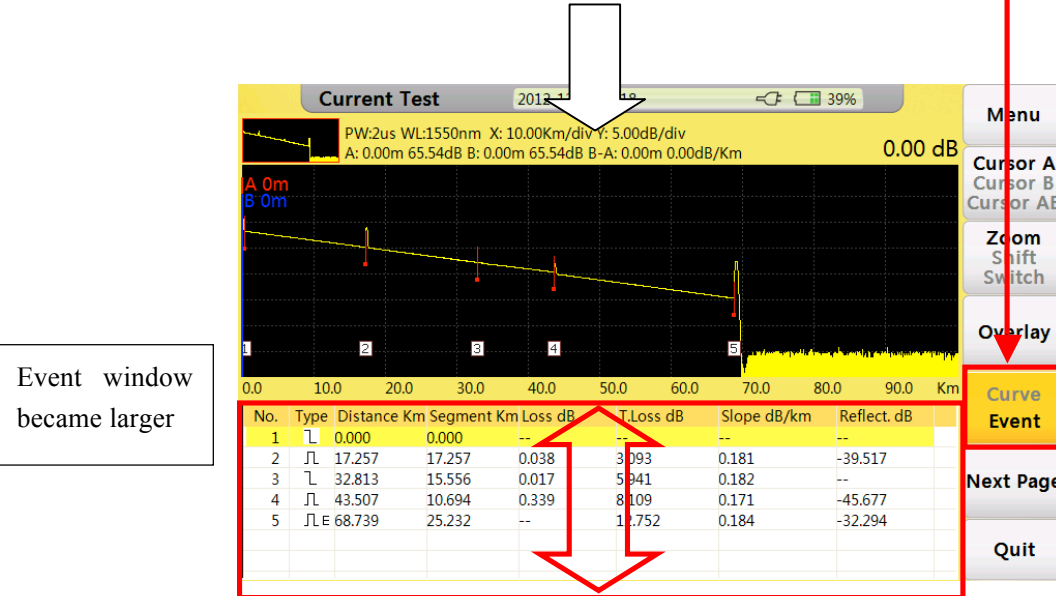 Current Test
39%
PW:2us WL:1550nm X: 10.00Km/div Y: 5.00dB/div
A: 0.00m 65.54dB B: 0.00m 65.54dB B-A: 0.00m 0.00dB/Km
0.00 dB
A 0m
B 0m
1 2 3 4 5
0.0 10.0 20.0 30.0 40.0 50.0 60.0 70.0 80.0 90.0 Km
No. Type Distance Km Segment Km Loss dB T.Loss dB Slope dB/km Reflect. dB
1 0.000 0.000 -- -- -- --
2 17.257 17.257 0.038 3.093 0.181 -39.517
3 32.813 15.556 0.017 5.941 0.182 --
4 43.507 10.694 0.339 8.109 0.171 -45.677
5 E 68.739 25.232 -- 12.752 0.184 -32.294
Menu
Cursor A
Cursor B
Cursor AB
Zoom
Shift
Switch
Overlay
Curve
Event
Next Page
Quit
Event window
became larger